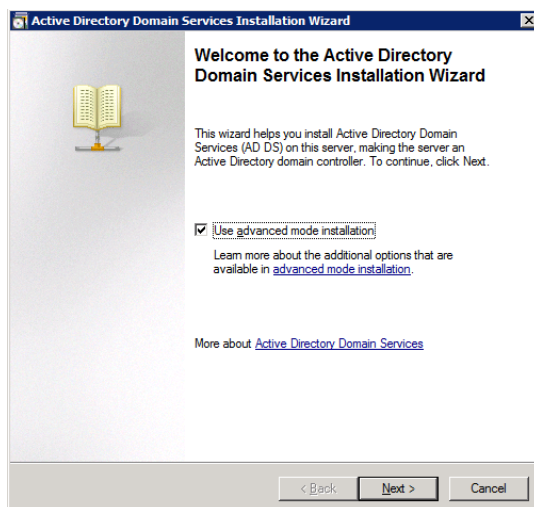 Active Directory Domain Services Installation Wizard
Welcome to the Active Directory
Domain Services Installation Wizard
This wizard helps you install Active Directory Domain
Services (AD DS) on this server, making the server an
Active Directory domain controller. To continue, click Next.
Use advanced mode installation
Learn more about the additional options that are
available in advanced mode installation.
More about Active Directory Domain Services
< Back
Next >
Cancel